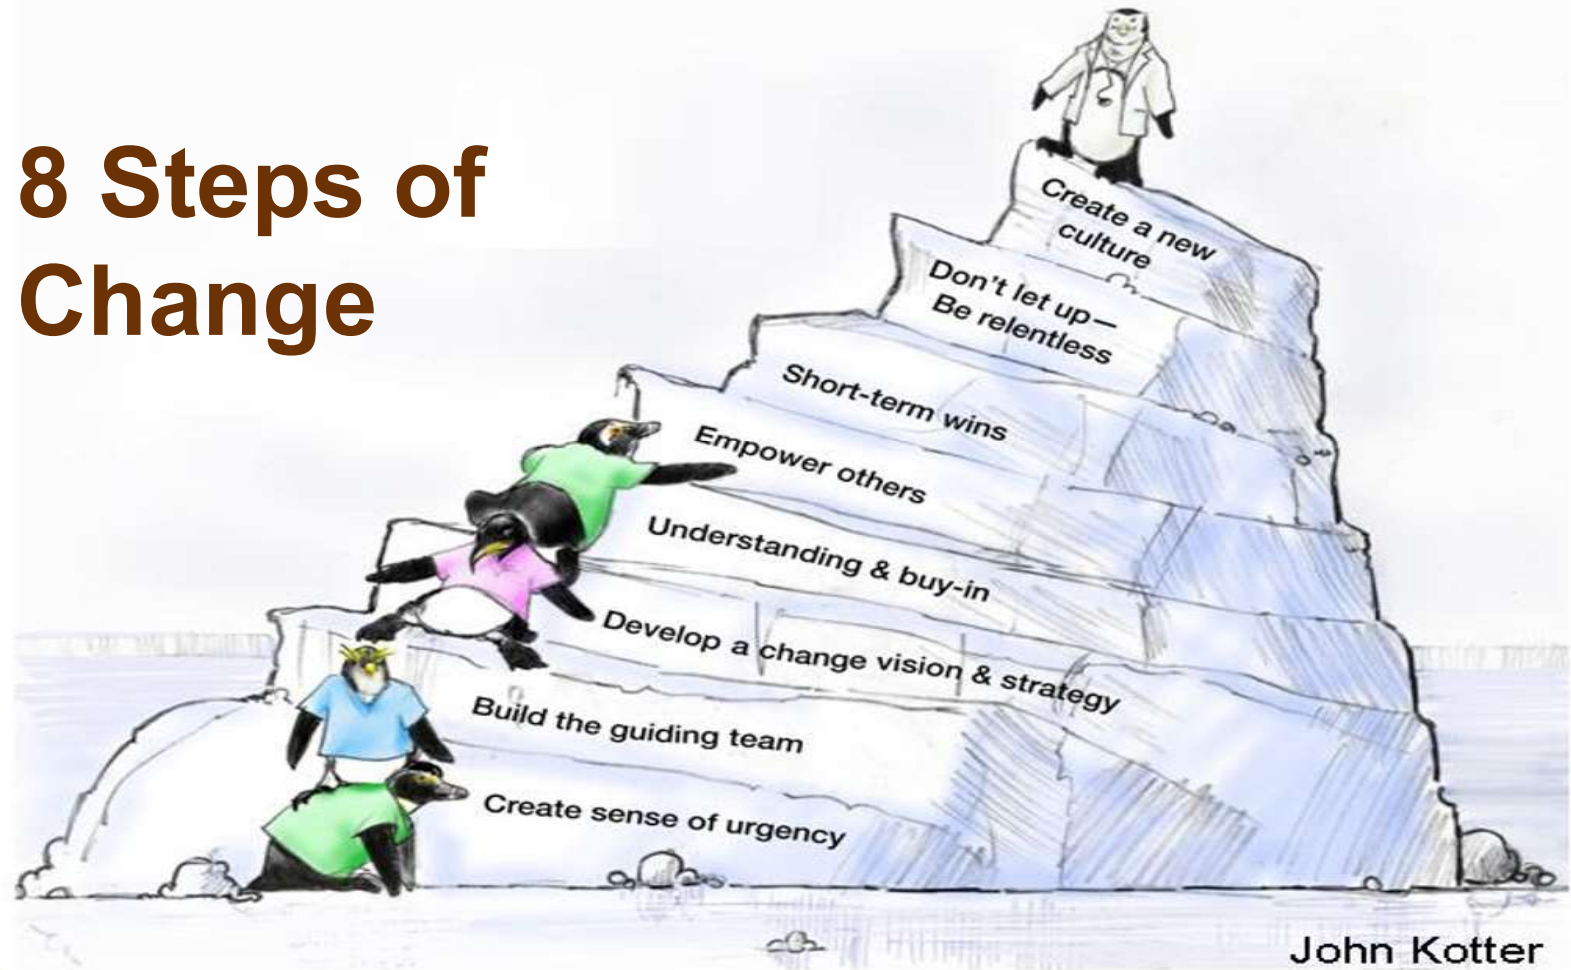 8 Steps of
Change
Create a new
culture
Don't let up—
Be relentless
Short-term wins
Empower others
Understanding & buy-in
Develop a change vision & strategy
Build the guiding team
Create sense of urgency
John Kotter